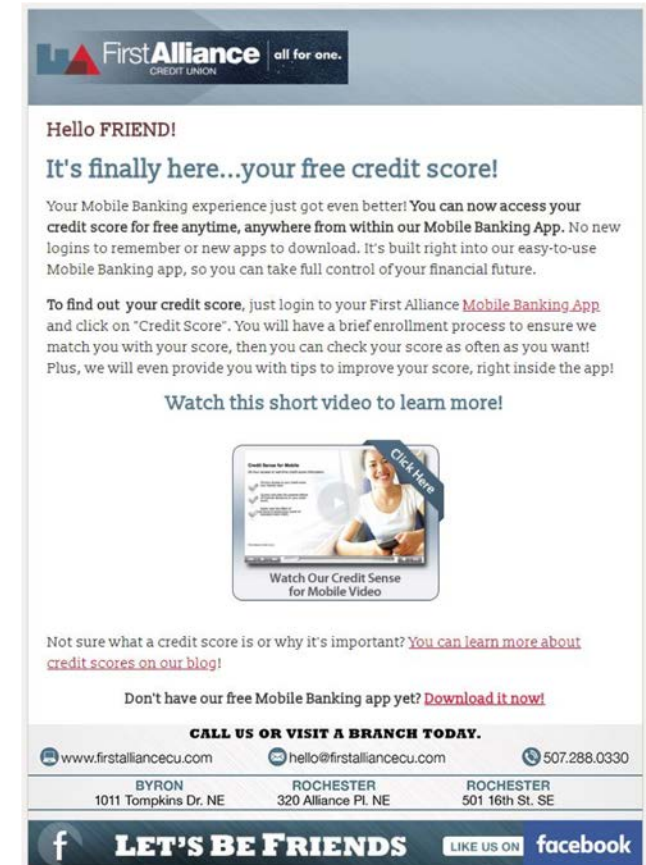 FirstAlliance
CREDIT UNION
all for one.
Hello FRIEND!
It's finally here...your free credit score!
Your Mobile Banking experience just got even better! You can now access your
credit score for free anytime, anywhere from within our Mobile Banking App. No new
logins to remember or new apps to download. It's built right into our easy-to-use
Mobile Banking app, so you can take full control of your financial future.
To find out your credit score, just login to your First Alliance Mobile Banking App
and click on "Credit Score". You will have a brief enrollment process to ensure we
match you with your score, then you can check your score as often as you want!
Plus, we will even provide you with tips to improve your score, right inside the app!
Watch this short video to learn more!
Credit Sense for Mobile
Click Here
Watch Our Credit Sense
for Mobile Video
Not sure what a credit score is or why it's important? You can learn more about
credit scores on our blog!
Don't have our free Mobile Banking app yet? Download it now!
CALL US OR VISIT A BRANCH TODAY.
www.firstalliancecu.com hello@firstalliancecu.com 507.288.0330
BYRON ROCHESTER ROCHESTER
1011 Tompkins Dr. NE 320 Alliance Pl. NE 501 16th St. SE
f LET'S BE FRIENDS LIKE US ON facebook